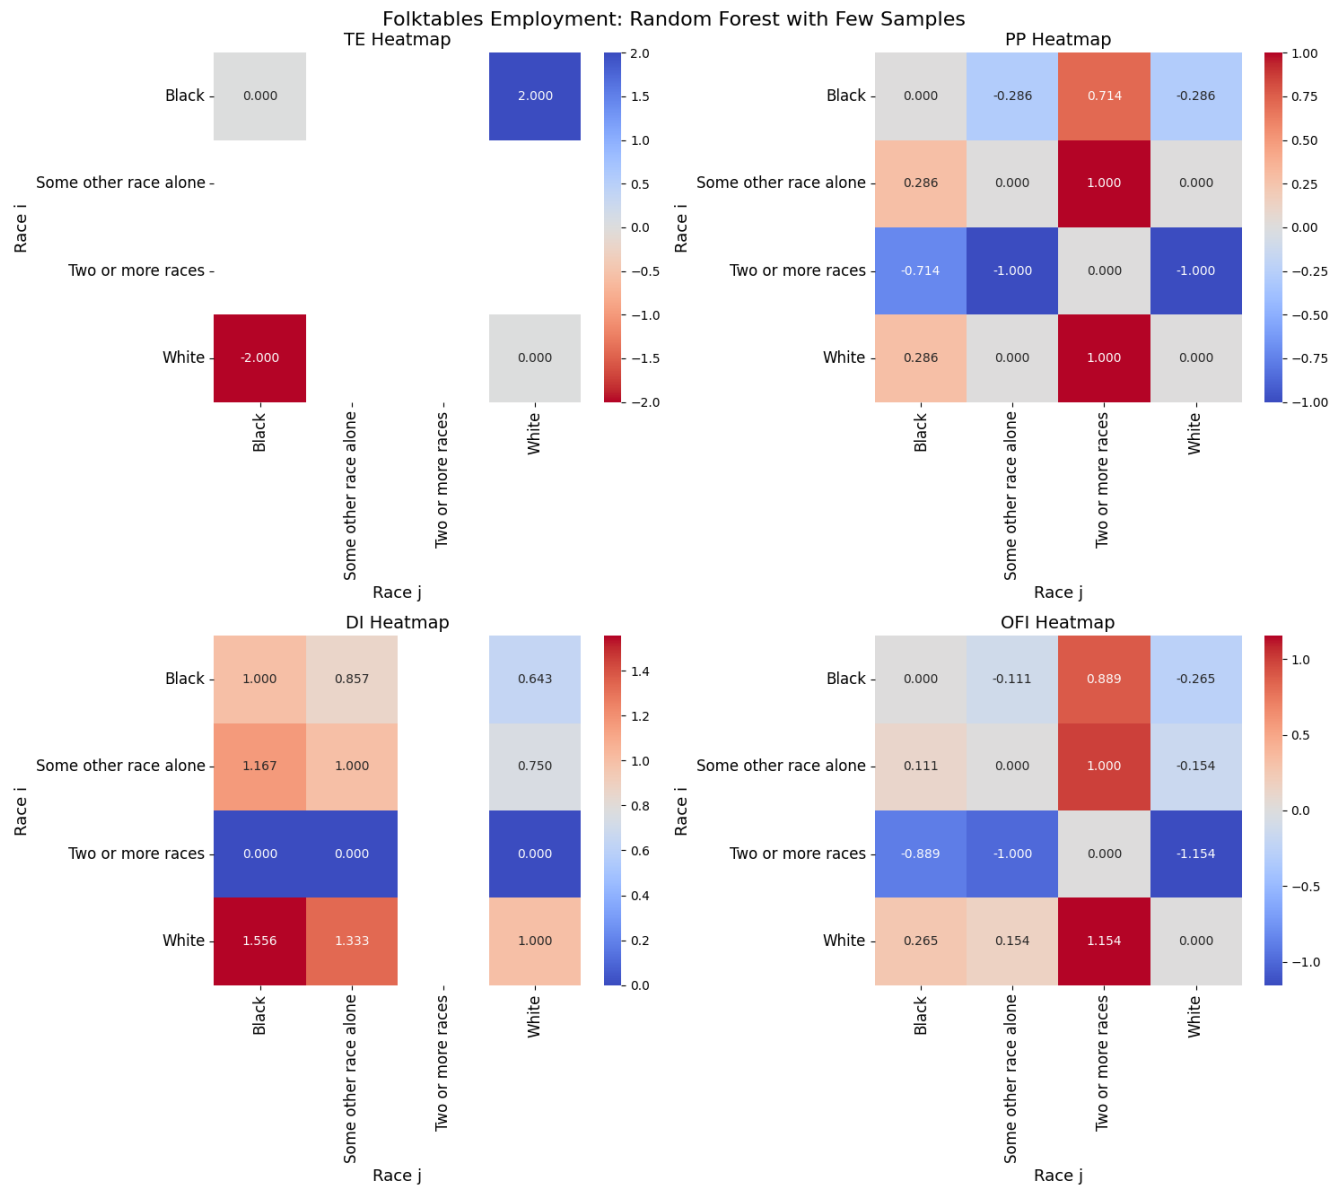 Folktables Employment: Random Forest with Few Samples
TE Heatmap
Race i
Black
0.000
2.000
Some other race alone
Two or more races
White
-2.000
0.000
Black
Some other race alone
Two or more races
White
Race j
2.0
1.5
1.0
0.5
0.0
−0.5
−1.0
−1.5
−2.0
PP Heatmap
Race i
Black
0.000
-0.286
0.714
-0.286
Some other race alone
0.286
0.000
1.000
0.000
Two or more races
-0.714
-1.000
0.000
-1.000
White
0.286
0.000
1.000
0.000
Black
Some other race alone
Two or more races
White
Race j
1.00
0.75
0.50
0.25
0.00
−0.25
−0.50
−0.75
−1.00
DI Heatmap
Race i
Black
1.000
0.857
0.643
Some other race alone
1.167
1.000
0.750
Two or more races
0.000
0.000
0.000
White
1.556
1.333
1.000
Black
Some other race alone
Two or more races
White
Race j
1.4
1.2
1.0
0.8
0.6
0.4
0.2
0.0
OFI Heatmap
Race i
Black
0.000
-0.111
0.889
-0.265
Some other race alone
0.111
0.000
1.000
-0.154
Two or more races
-0.889
-1.000
0.000
-1.154
White
0.265
0.154
1.154
0.000
Black
Some other race alone
Two or more races
White
Race j
1.0
0.5
0.0
−0.5
−1.0